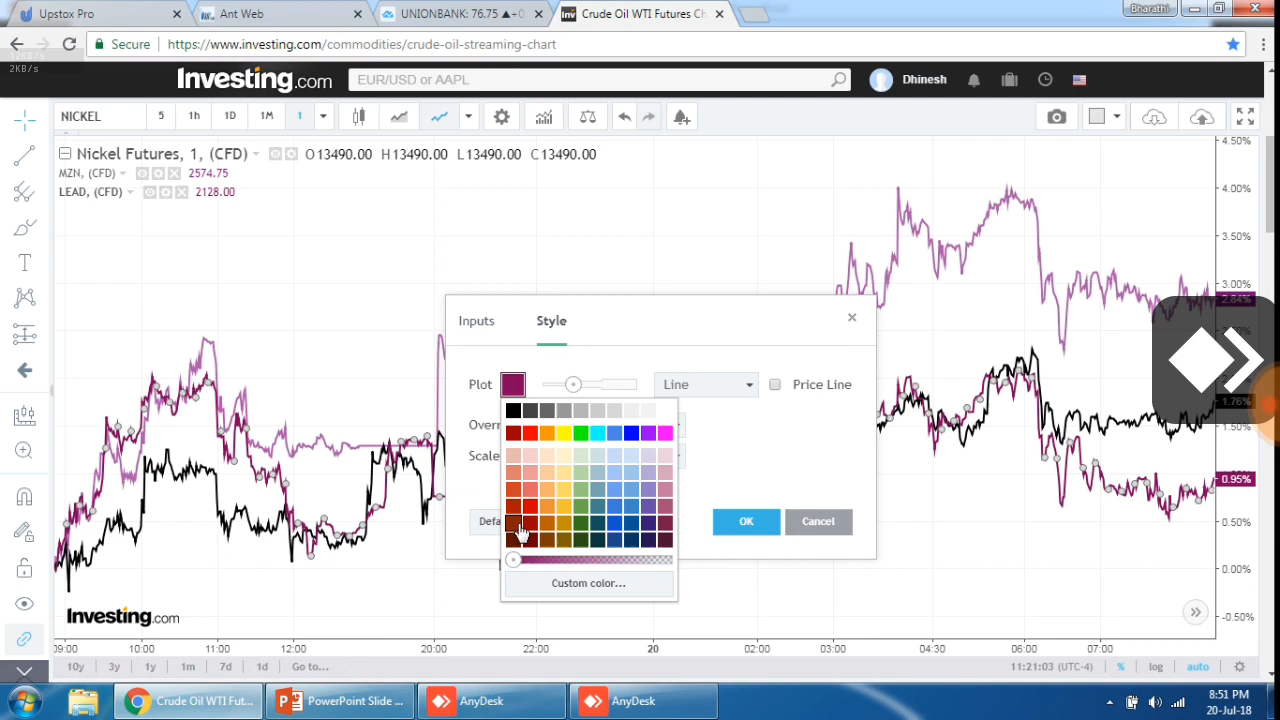 Upstox Pro
Ant Web
UNIONBANK: 76.75 ▲+0
Crude Oil WTI Futures Ch
Bharathi
Secure
https://www.investing.com/commodities/crude-oil-streaming-chart
2KB/s
Investing.com
EUR/USD or AAPL
Dhinesh
NICKEL
5
1h
1D
1M
1
Nickel Futures, 1, (CFD)
O13490.00 H13490.00 L13490.00 C13490.00
MZN, (CFD) 2574.75
LEAD, (CFD) 2128.00
4.50%
4.00%
3.50%
3.00%
2.84%
1.76%
1.50%
0.95%
0.50%
0.00%
-0.50%
Inputs
Style
Plot
Line
Price Line
Overr
Scale
Defa
OK
Cancel
Custom color...
Investing.com
09:00 10:00 11:00 12:00 20:00 22:00 20 02:00 03:00 04:30 06:00 07:00
10y 3y 1y 1m 7d 1d Go to...
11:21:03 (UTC-4) % log auto
Crude Oil WTI Fut...
PowerPoint Slide ...
AnyDesk
AnyDesk
8:51 PM
20-Jul-18